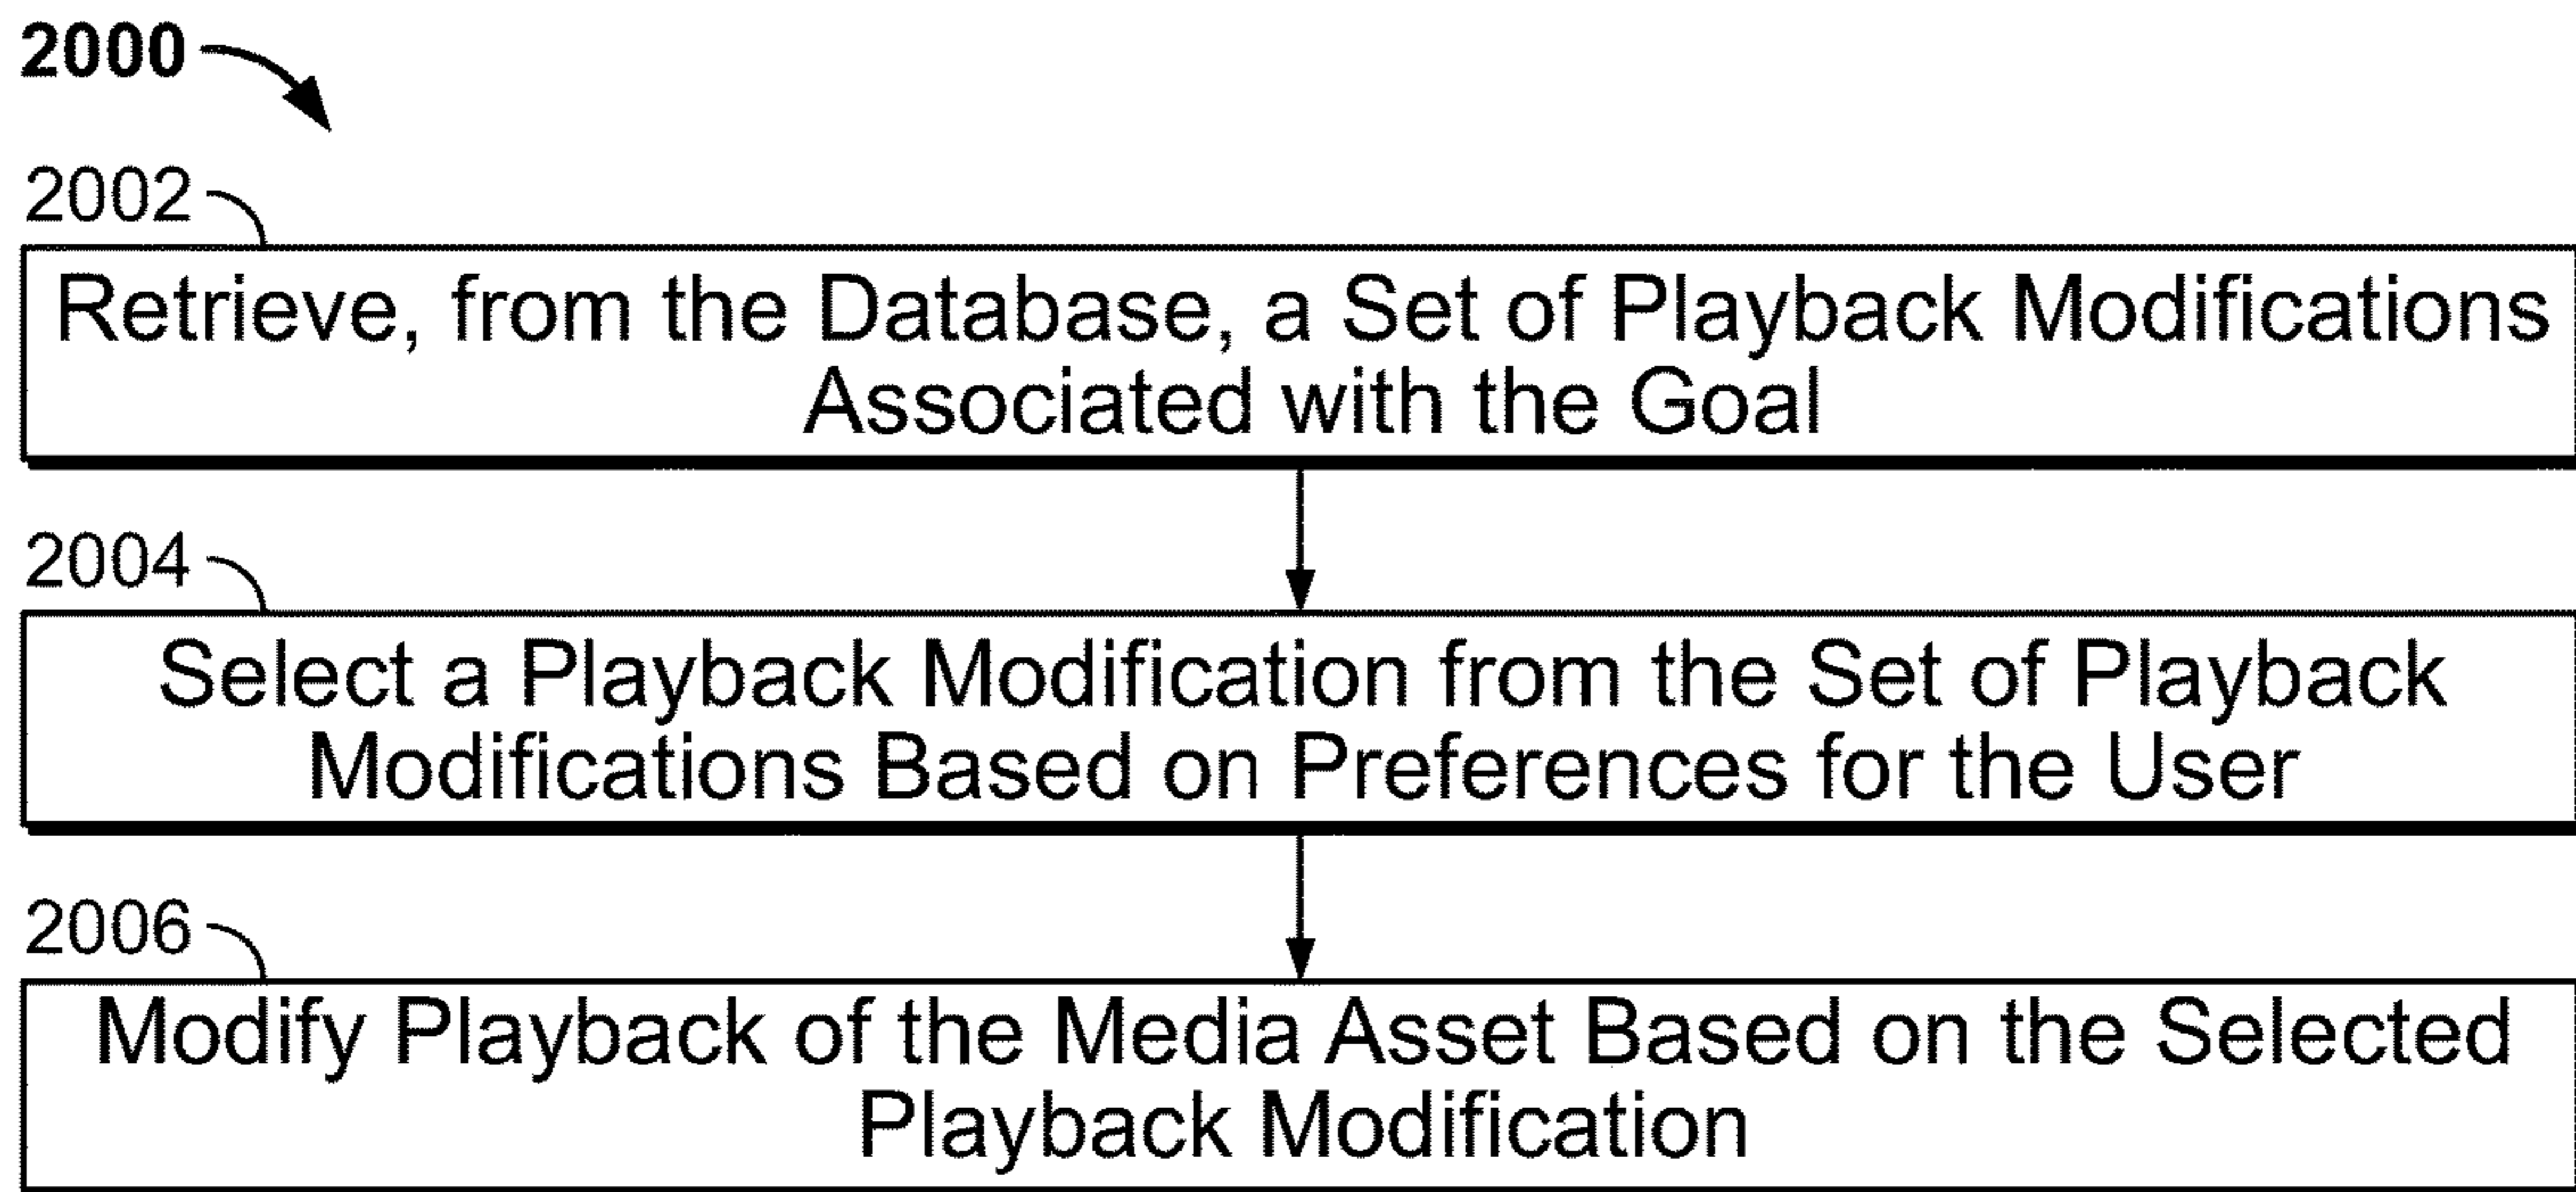 2000
2002
Retrieve, from the Database, a Set of Playback Modifications
Associated with the Goal
2004
Select a Playback Modification from the Set of Playback
Modifications Based on Preferences for the User
2006
Modify Playback of the Media Asset Based on the Selected
Playback Modification